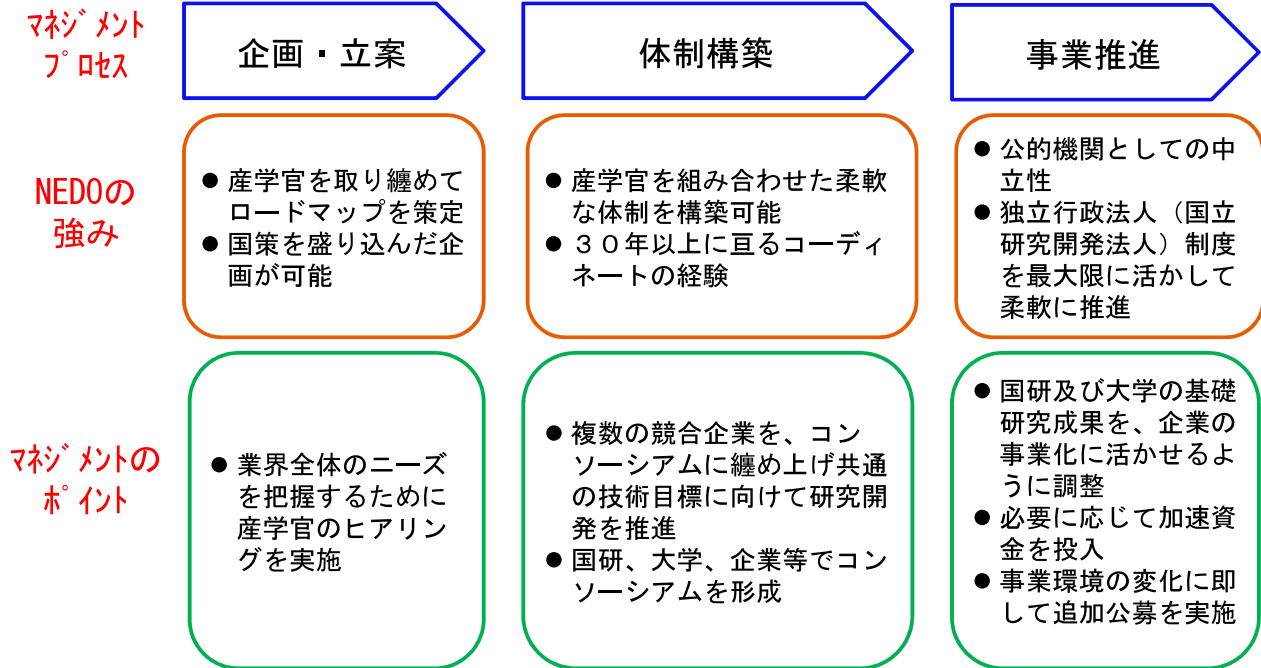 マネジメント
プロセス
企画・立案
体制構築
事業推進
NEDOの
強み
● 産学官を取り纏めて
ロードマップを策定
● 国策を盛り込んだ企
画が可能
● 産学官を組み合わせた柔軟
な体制を構築可能
● ３０年以上に亘るコーディ
ネートの経験
● 公的機関としての中
立性
● 独立行政法人（国立
研究開発法人）制度
を最大限に活かして
柔軟に推進
マネジメントの
ポイント
● 業界全体のニーズ
を把握するために
産学官のヒアリン
グを実施
● 複数の競合企業を、コン
ソーシアムに纏め上げ共通
の技術目標に向けて研究開
発を推進
● 国研、大学、企業等でコン
ソーシアムを形成
● 国研及び大学の基礎
研究成果を、企業の
事業化に活かせるよ
うに調整
● 必要に応じて加速資
金を投入
● 事業環境の変化に即
して追加公募を実施